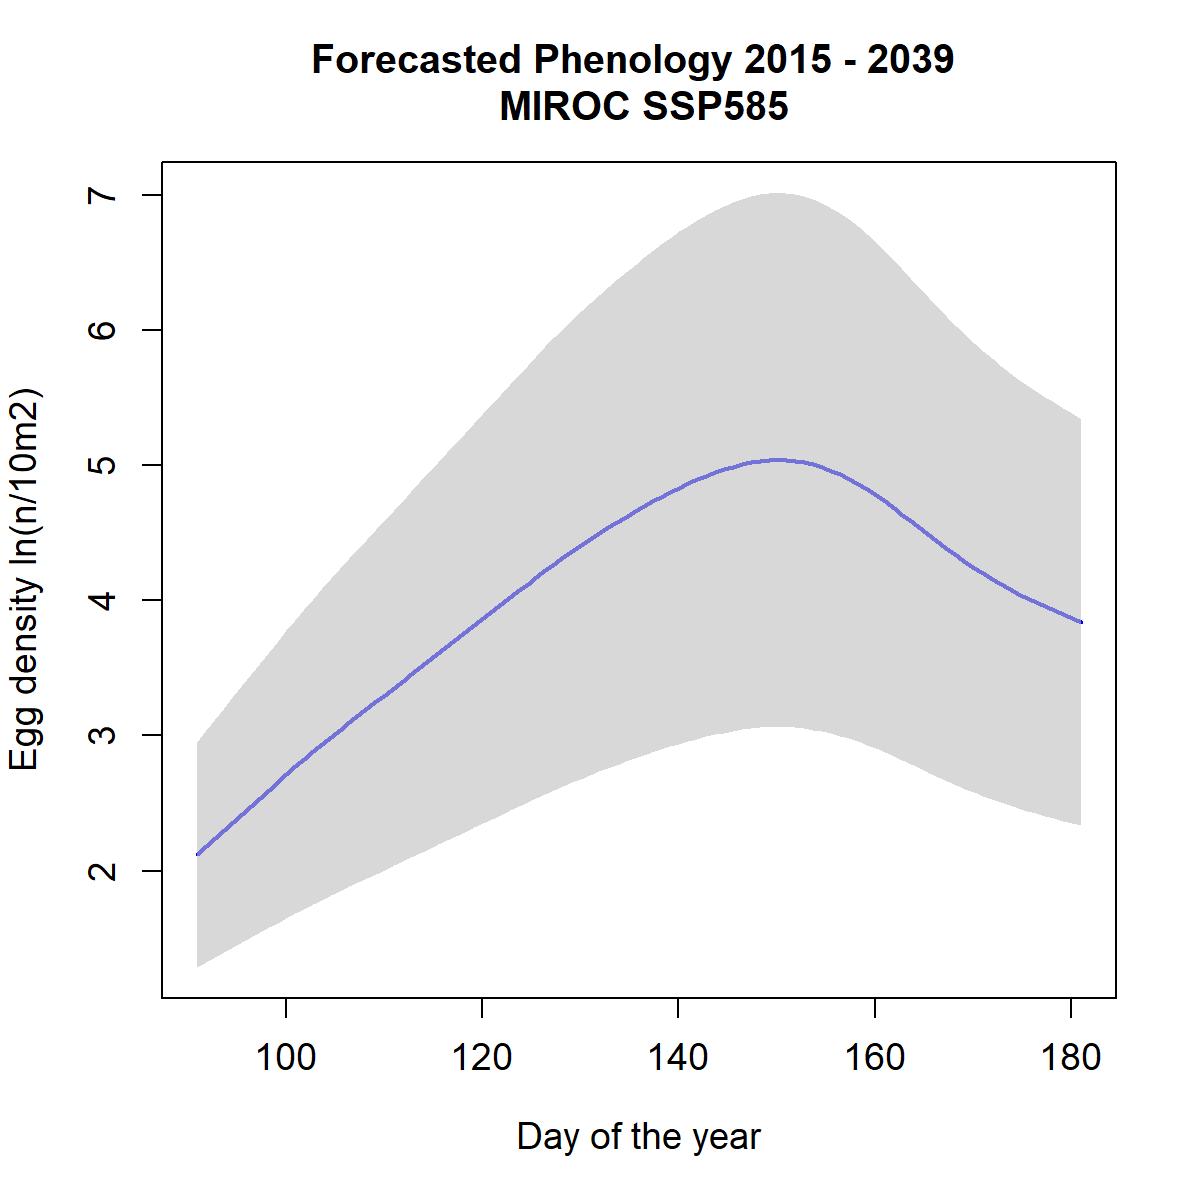 Forecasted Phenology 2015 - 2039
MIROC SSP585
7
6
5
4
3
2
Egg density ln(n/10m2)
100 120 140 160 180
Day of the year